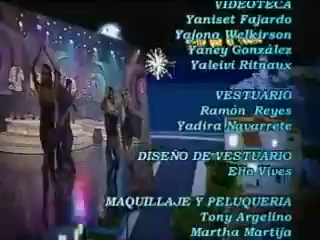 VIDEOTECA
Yaniset Fajardo
Yajona Welkirson
Yaney González
Yaleivi Ritnaux
VESTUARIO
Ramón Reyes
Yadira Navarrete
DISEÑO DE VESTUARIO
Elio Vives
MAQUILLAJE Y PELUQUERIA
Tony Argelino
Martha Martija